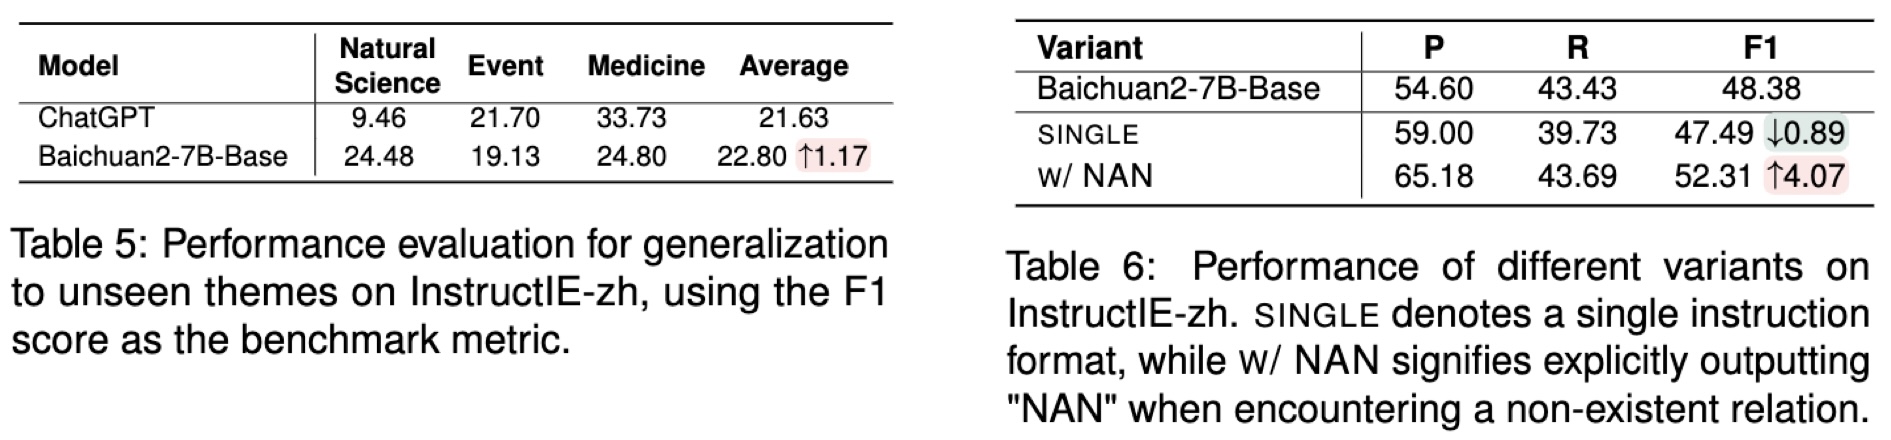 Model Natural Science Event Medicine Average
ChatGPT 9.46 21.70 33.73 21.63
Baichuan2-7B-Base 24.48 19.13 24.80 22.80 ↑1.17
Table 5: Performance evaluation for generalization
to unseen themes on InstructIE-zh, using the F1
score as the benchmark metric.
Variant P R F1
Baichuan2-7B-Base 54.60 43.43 48.38
SINGLE 59.00 39.73 47.49 ↓0.89
W/ NAN 65.18 43.69 52.31 ↑4.07
Table 6: Performance of different variants on
InstructIE-zh. SINGLE denotes a single instruction
format, while W/ NAN signifies explicitly outputting
"NAN" when encountering a non-existent relation.